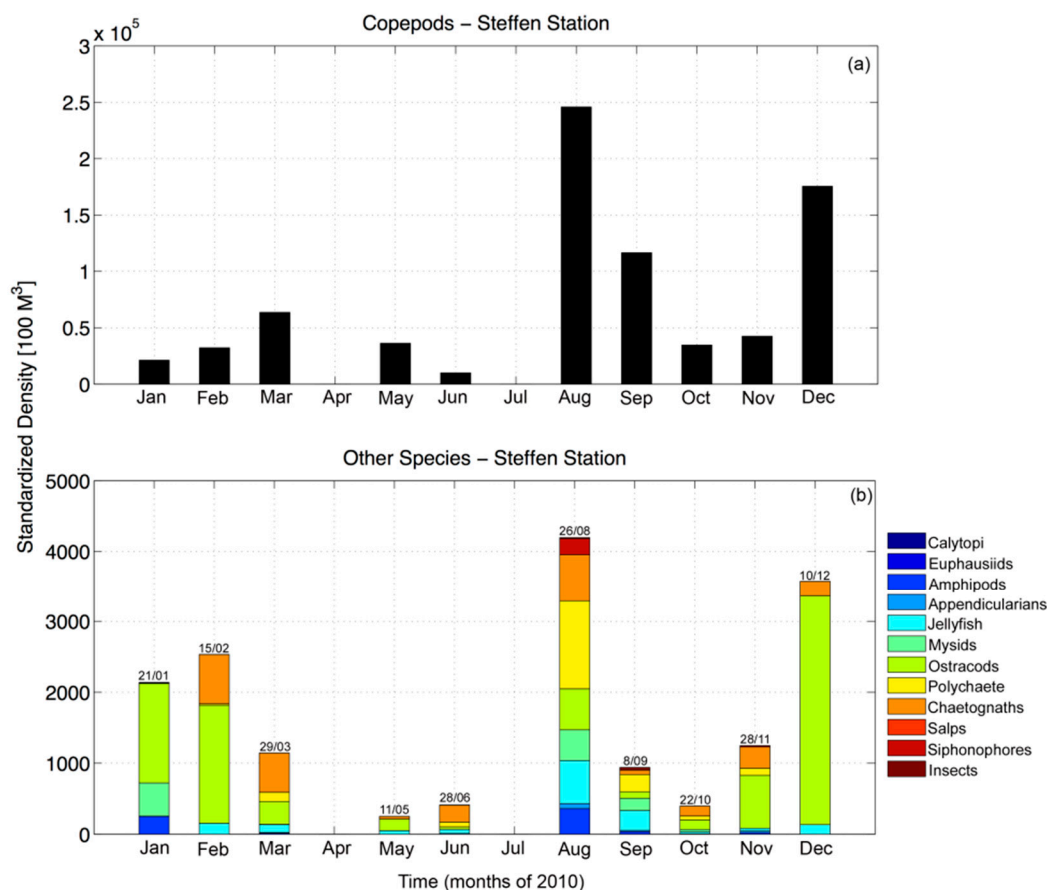 Copepods – Steffen Station
3 x 10^5
(a)
2.5
2
1.5
1
0.5
0
Jan Feb Mar Apr May Jun Jul Aug Sep Oct Nov Dec
Standardized Density [100 M^3]
Other Species – Steffen Station
5000
(b)
4000
3000
2000
1000
0
21/01 15/02 29/03 11/05 28/06 26/08 8/09 22/10 28/11 10/12
Jan Feb Mar Apr May Jun Jul Aug Sep Oct Nov Dec
Time (months of 2010)
Calytopi
Euphausiids
Amphipods
Appendicularians
Jellyfish
Mysids
Ostracods
Polychaete
Chaetognaths
Salps
Siphonophores
Insects